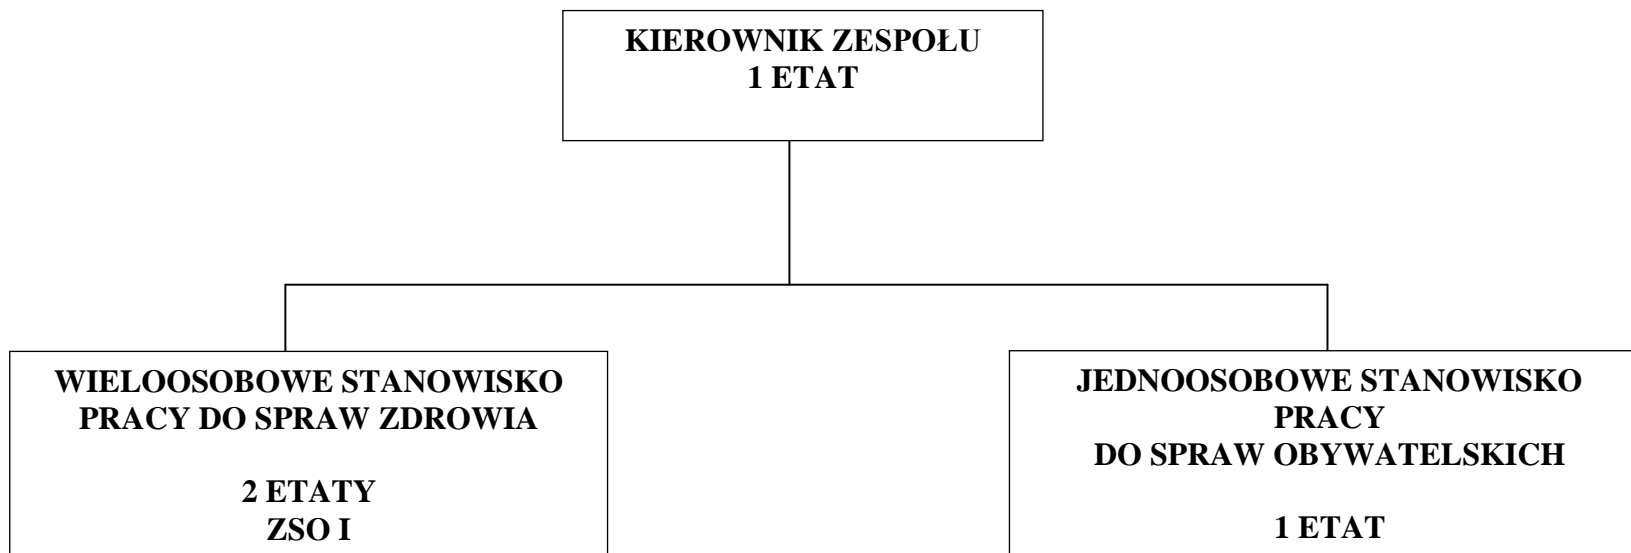 KIEROWNIK ZESPOŁU
1 ETAT
WIELOOSOBOWE STANOWISKO
PRACY DO SPRAW ZDROWIA
2 ETATY
ZSO I
JEDNOOSOBOWE STANOWISKO
PRACY
DO SPRAW OBYWATELSKICH
1 ETAT